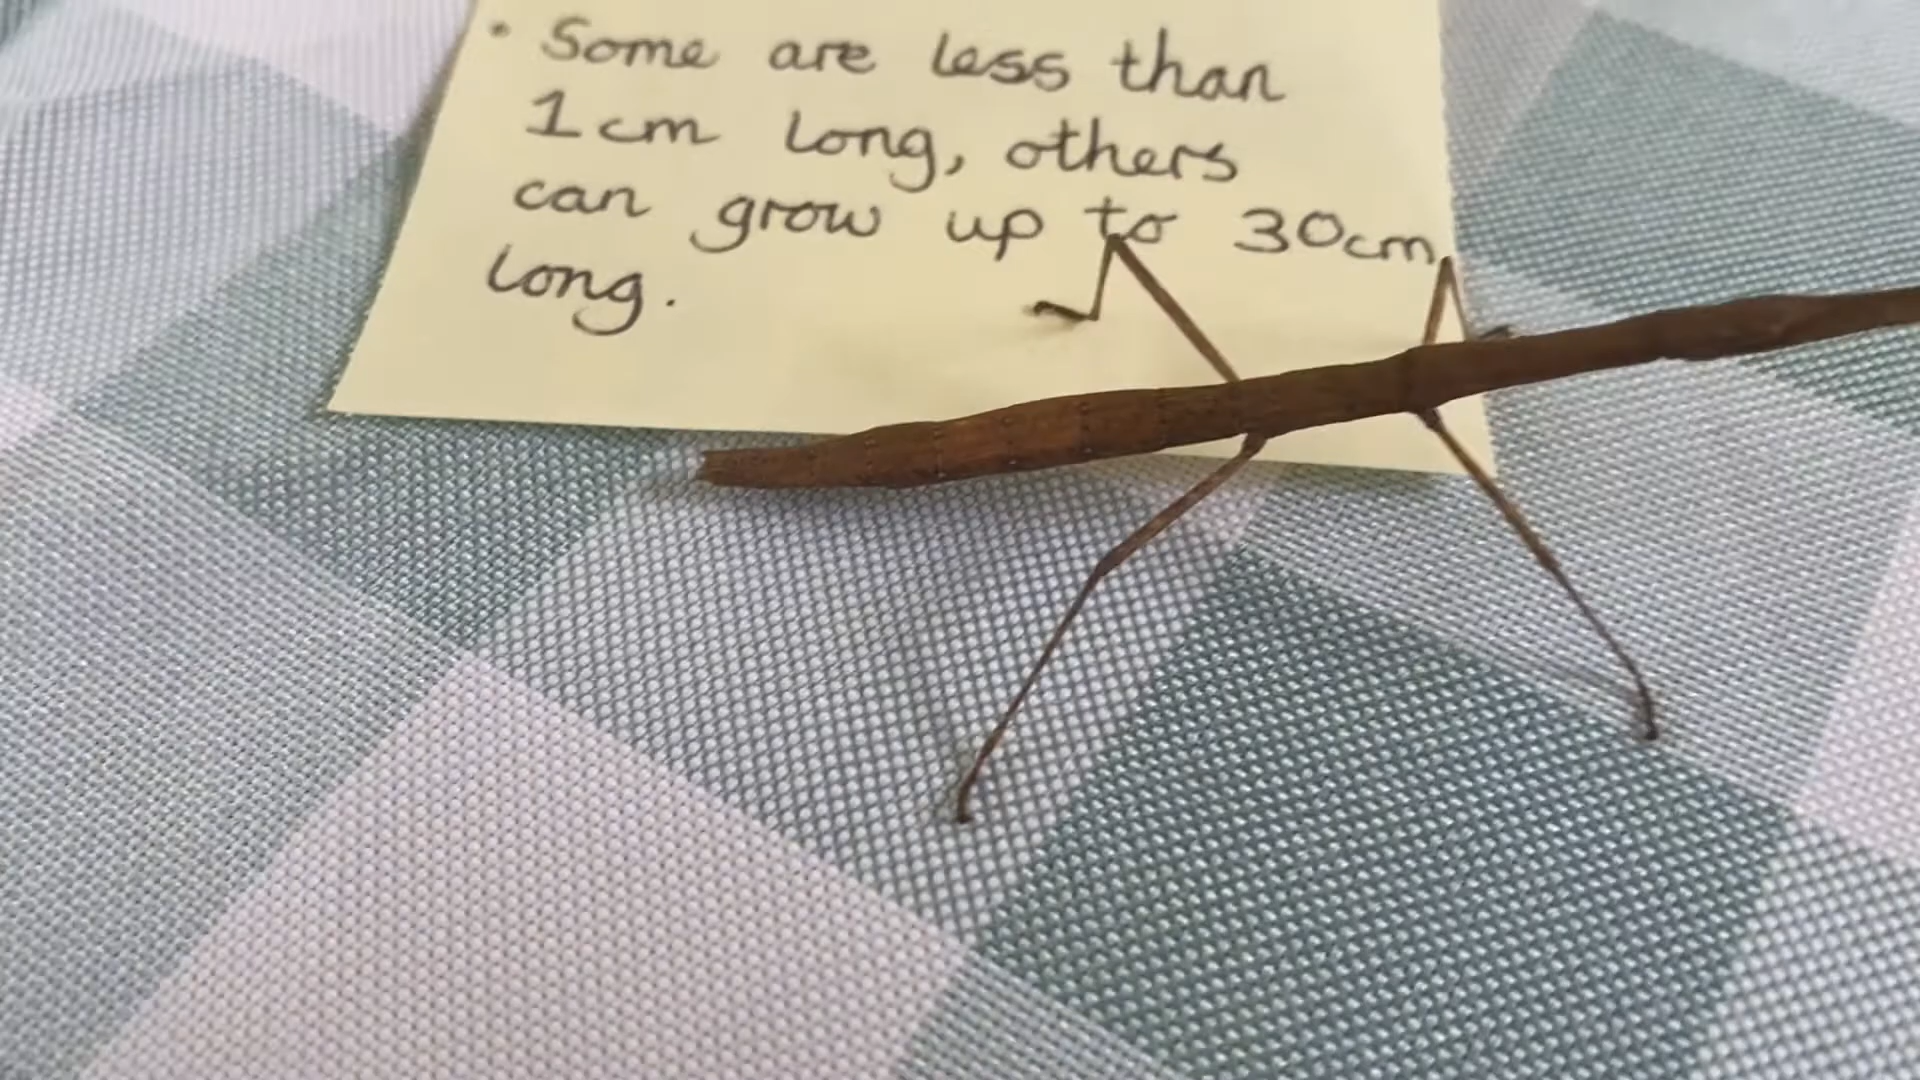 • Some are less than
1cm long, others
can grow up to 30cm
long.